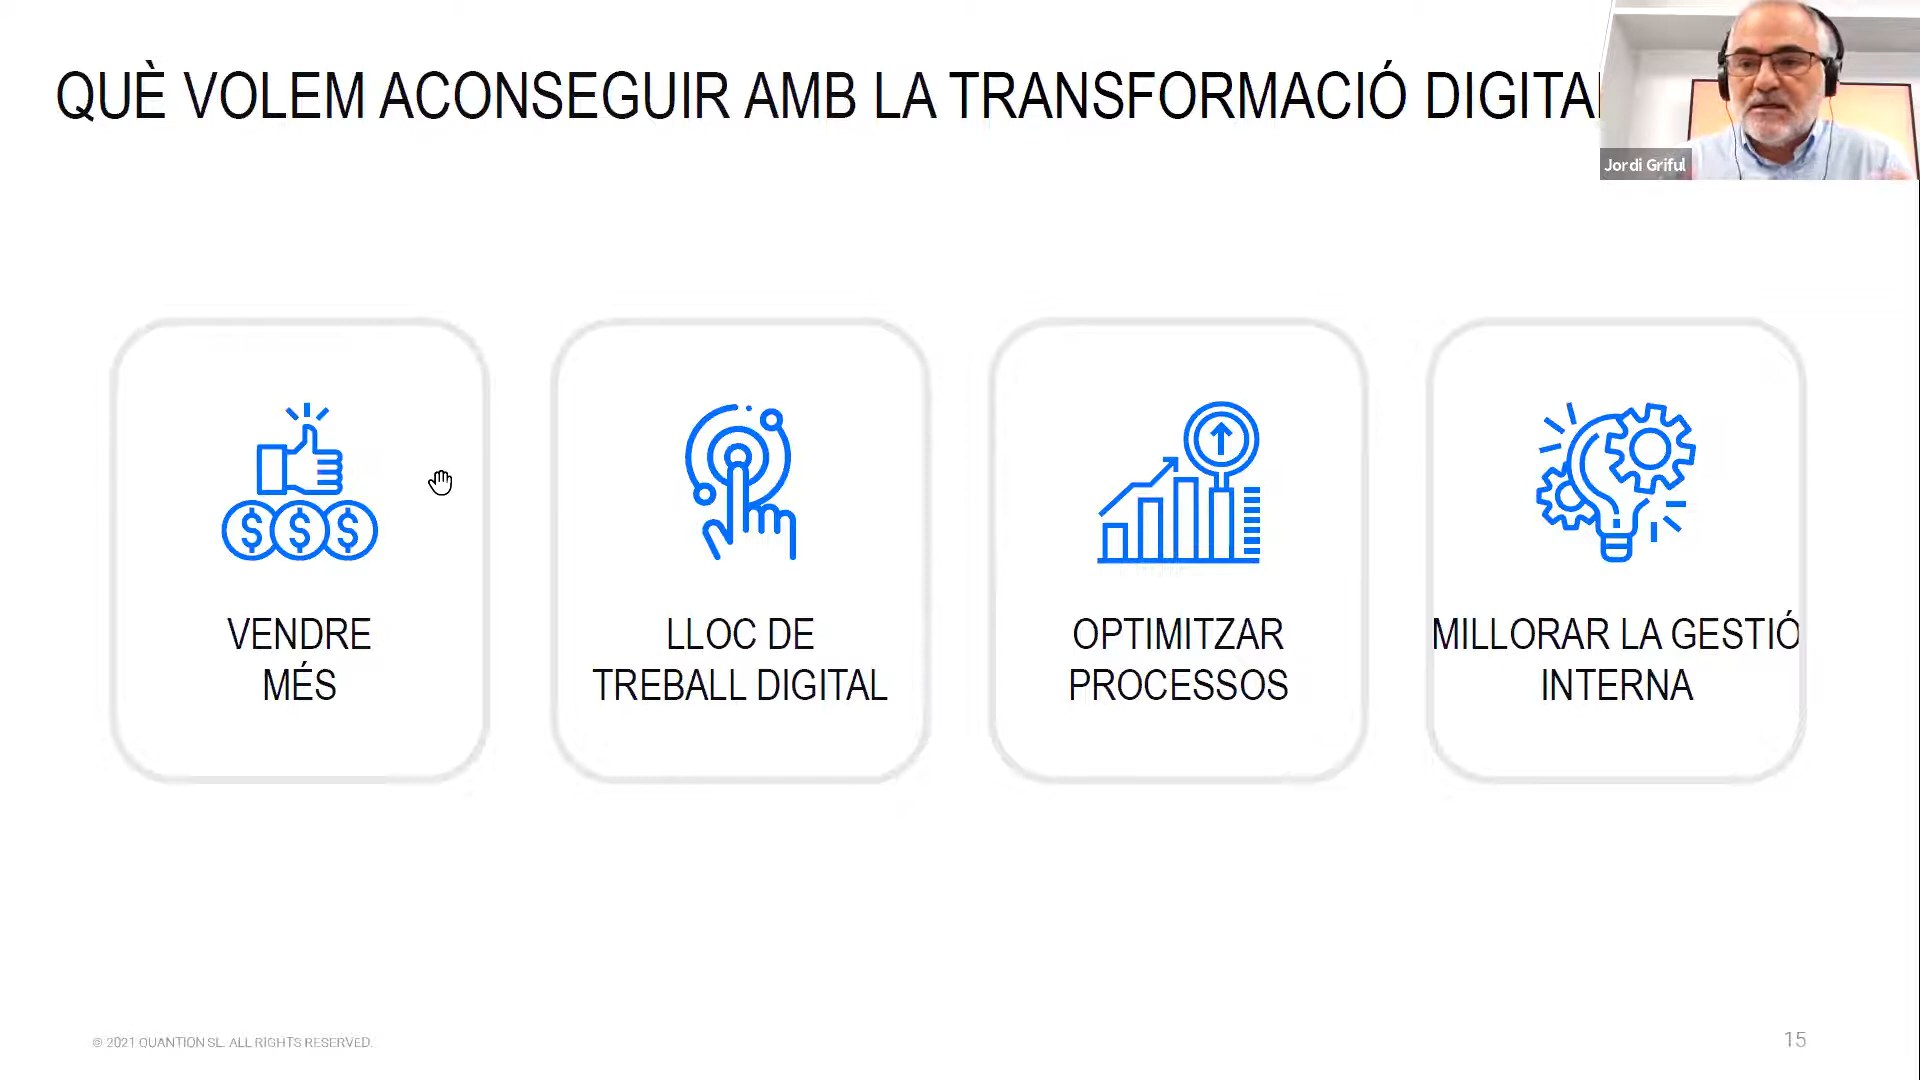 QUÈ VOLEM ACONSEGUIR AMB LA TRANSFORMACIÓ
Jordi Griful
VENDRE
MÉS
LLOC DE
TREBALL DIGITAL
OPTIMITZAR
PROCESSOS
MILLORAR LA GESTIÓ
INTERNA
$ $ $
© 2021 QUANTION SL. ALL RIGHTS RESERVED.
15